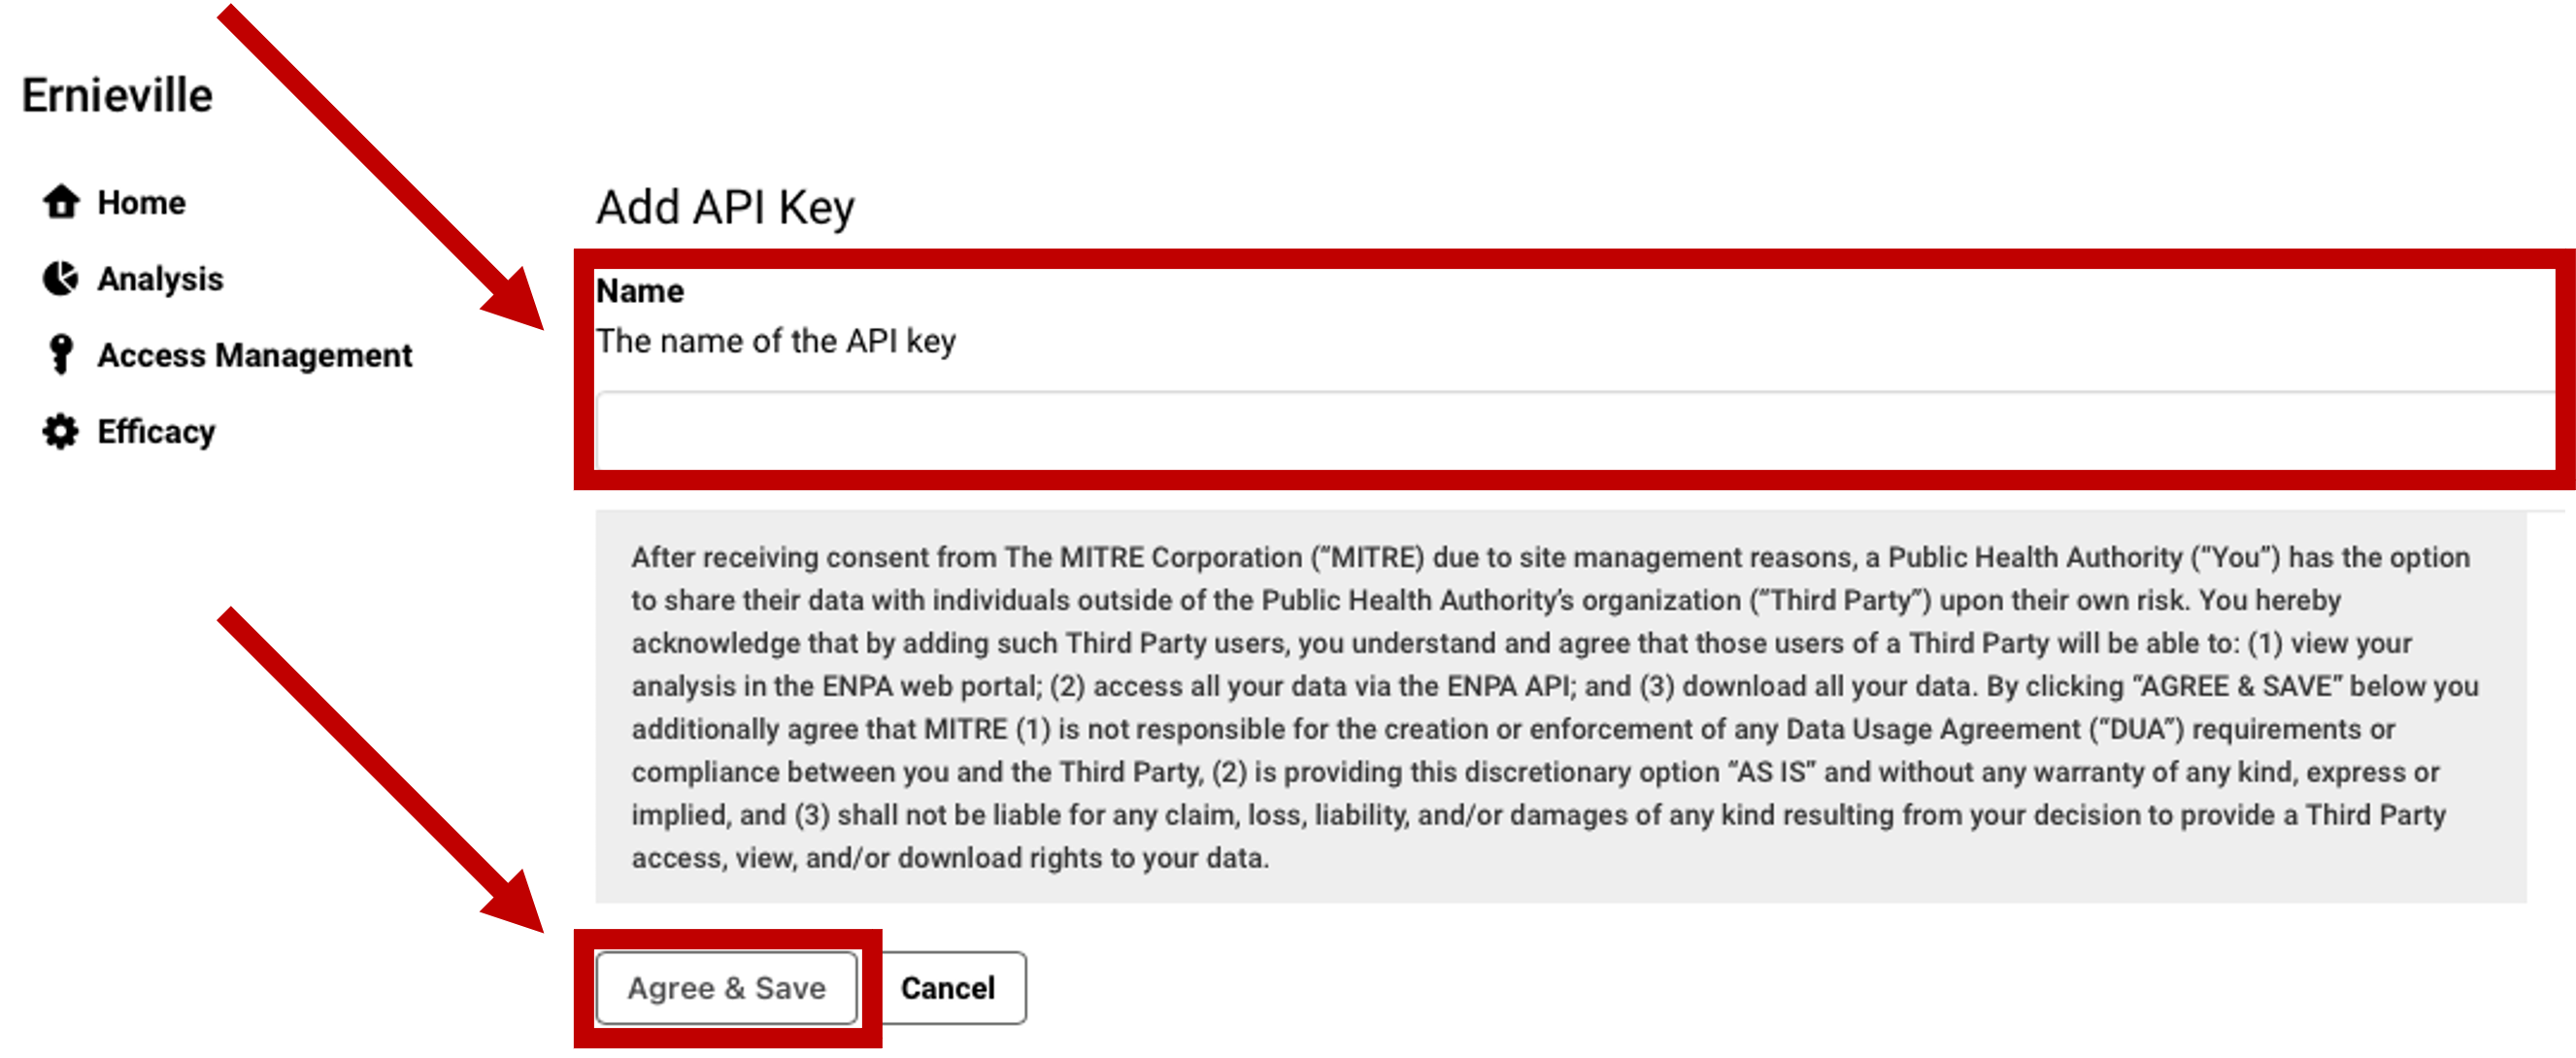 Ernieville
Home
Analysis
Access Management
Efficacy
Add API Key
Name
The name of the API key
After receiving consent from The MITRE Corporation (“MITRE) due to site management reasons, a Public Health Authority (“You”) has the option
to share their data with individuals outside of the Public Health Authority’s organization (“Third Party”) upon their own risk. You hereby
acknowledge that by adding such Third Party users, you understand and agree that those users of a Third Party will be able to: (1) view your
analysis in the ENPA web portal; (2) access all your data via the ENPA API; and (3) download all your data. By clicking “AGREE & SAVE” below you
additionally agree that MITRE (1) is not responsible for the creation or enforcement of any Data Usage Agreement (“DUA”) requirements or
compliance between you and the Third Party, (2) is providing this discretionary option “AS IS” and without any warranty of any kind, express or
implied, and (3) shall not be liable for any claim, loss, liability, and/or damages of any kind resulting from your decision to provide a Third Party
access, view, and/or download rights to your data.
Agree & Save
Cancel